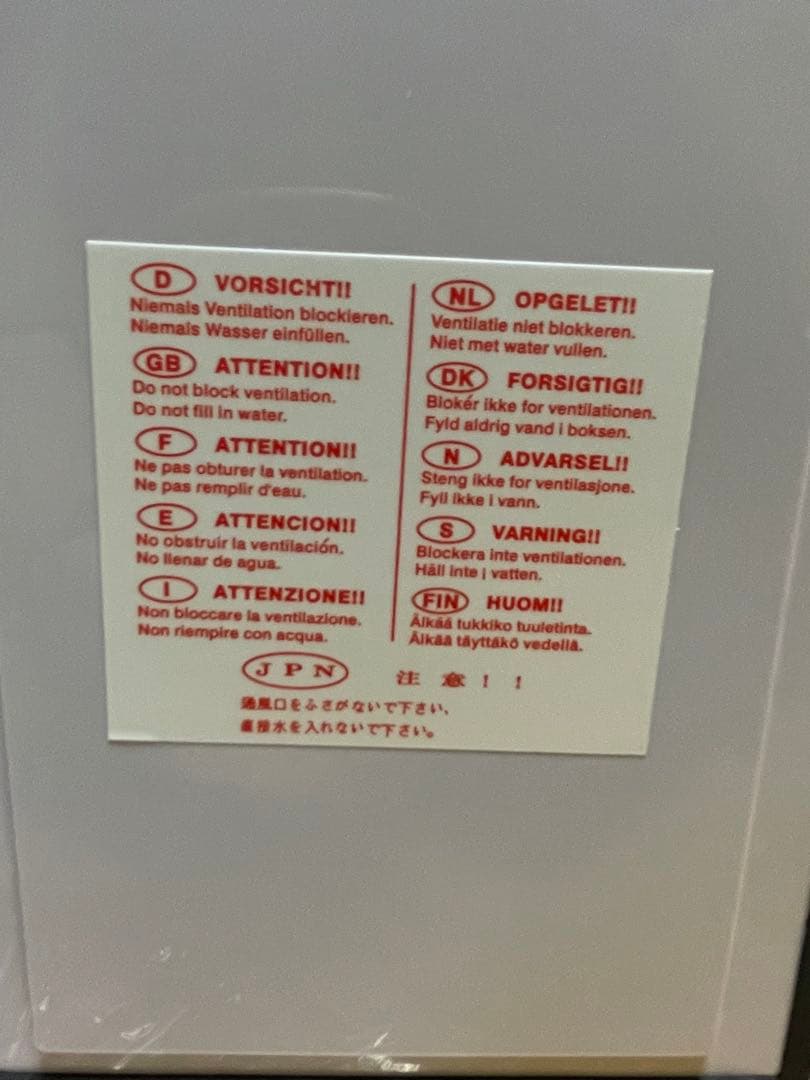 D VORSICHT!!
Niemals Ventilation blockieren.
Niemals Wasser einfüllen.
GB ATTENTION!!
Do not block ventilation.
Do not fill in water.
F ATTENTION!!
Ne pas obturer la ventilation.
Ne pas remplir d'eau.
E ATTENCION!!
No obstruir la ventilación.
No llenar de agua.
I ATTENZIONE!!
Non bloccare la ventilazione.
Non riempire con acqua.
NL OPGELET!!
Ventilatie niet blokkeren.
Niet met water vullen.
DK FORSIGTIG!!
Blokér ikke for ventilationen.
Fyld aldrig vand i boksen.
N ADVARSEL!!
Steng ikke for ventilasjone.
Fyll ikke i vann.
S VARNING!!
Blockera inte ventilationen.
Häll inte i vatten.
FIN HUOM!!
Älkää tukkiko tuuletinta.
Älkää täyttäkö vedellä.
JPN 注意!!
通風口をふさがないで下さい、
直接水を入れないで下さい。